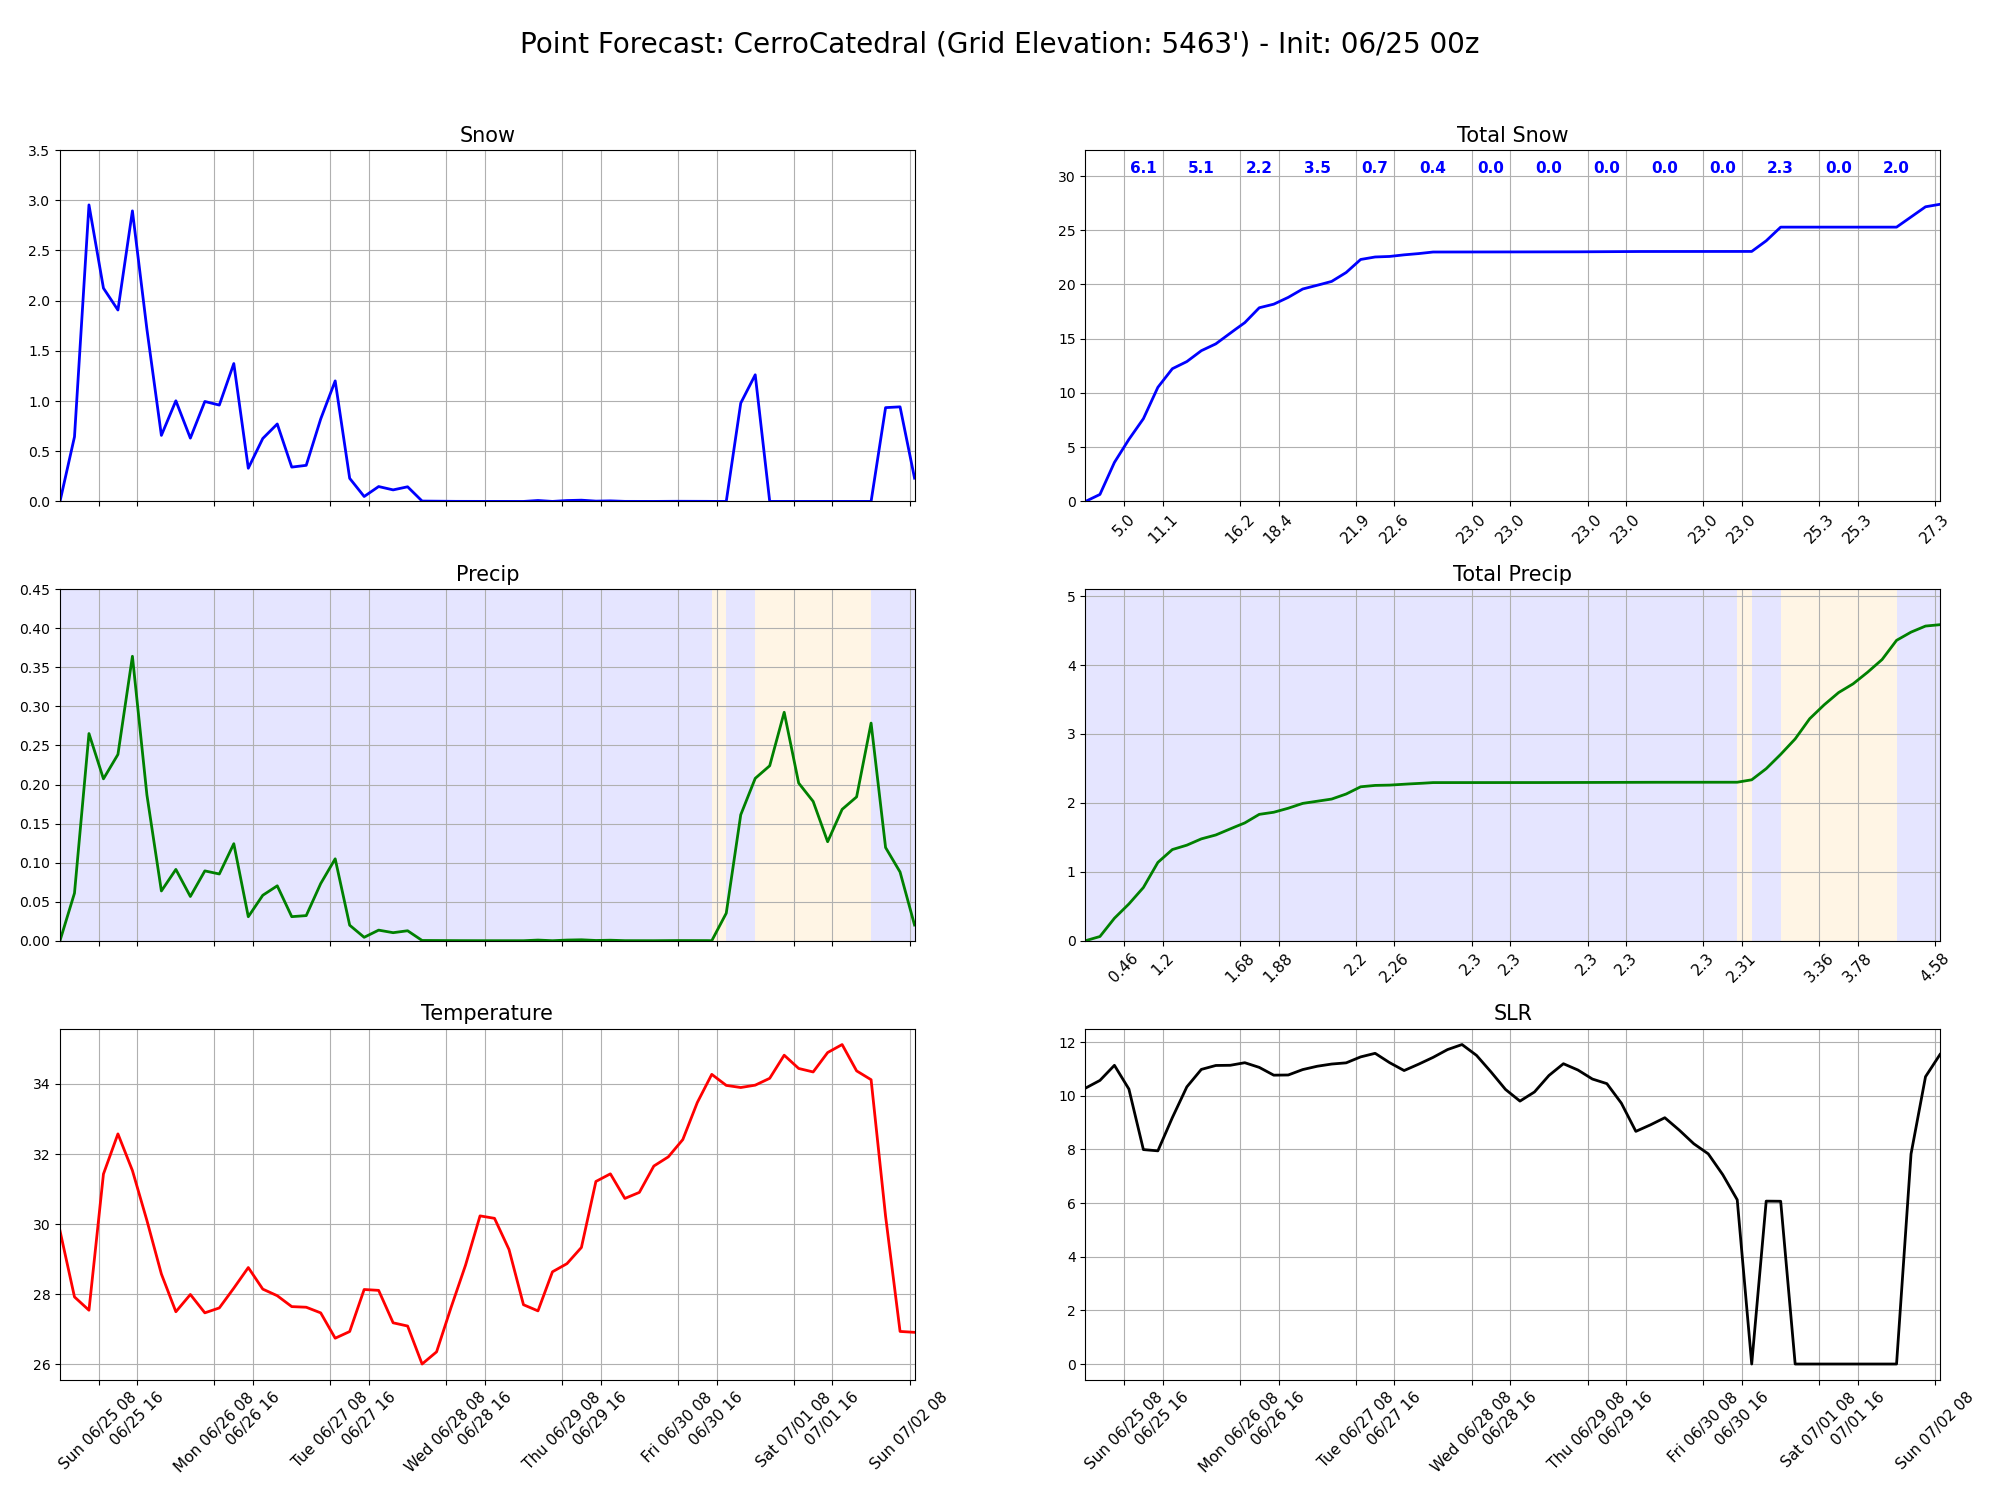 Point Forecast: CerroCatedral (Grid Elevation: 5463') - Init: 06/25 00z
Snow
3.5
3.0
2.5
2.0
1.5
1.0
0.5
0.0
Total Snow
6.1 5.1 2.2 3.5 0.7 0.4 0.0 0.0 0.0 0.0 0.0 2.3 0.0 2.0
30
25
20
15
10
5
0
5.0 11.1 16.2 18.4 21.9 22.6 23.0 23.0 23.0 23.0 23.0 23.0 25.3 25.3 27.3
Precip
0.45
0.40
0.35
0.30
0.25
0.20
0.15
0.10
0.05
0.00
Total Precip
5
4
3
2
1
0
0.46 1.2 1.68 1.88 2.2 2.26 2.3 2.3 2.3 2.3 2.3 2.31 3.36 3.78 4.58
Temperature
34
32
30
28
26
Sun 06/25 08
06/25 16
Mon 06/26 08
06/26 16
Tue 06/27 08
06/27 16
Wed 06/28 08
06/28 16
Thu 06/29 08
06/29 16
Fri 06/30 08
06/30 16
Sat 07/01 08
07/01 16
Sun 07/02 08
SLR
12
10
8
6
4
2
0
Sun 06/25 08
06/25 16
Mon 06/26 08
06/26 16
Tue 06/27 08
06/27 16
Wed 06/28 08
06/28 16
Thu 06/29 08
06/29 16
Fri 06/30 08
06/30 16
Sat 07/01 08
07/01 16
Sun 07/02 08